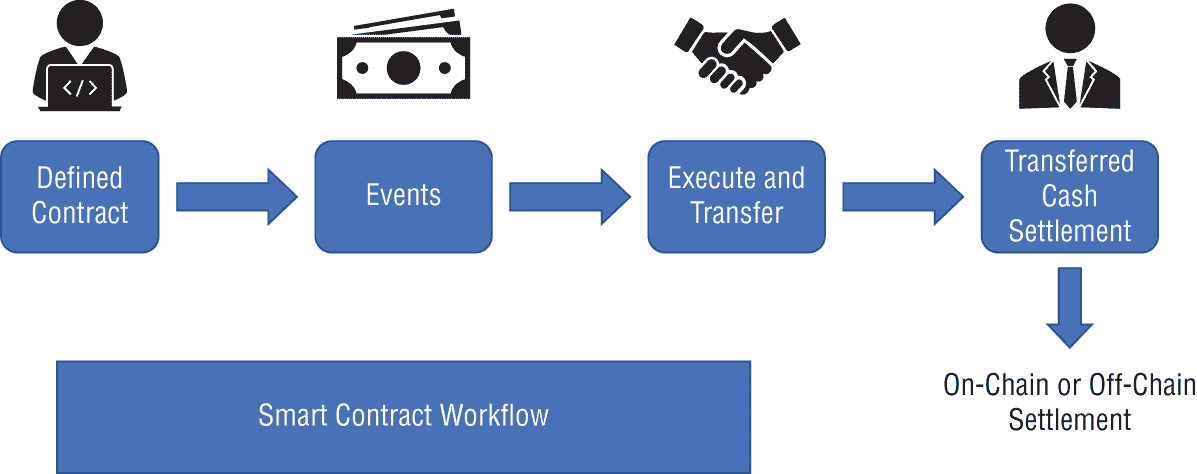 </>
Defined
Contract
Events
Execute and
Transfer
Transferred
Cash
Settlement
On-Chain or Off-Chain
Settlement
Smart Contract Workflow